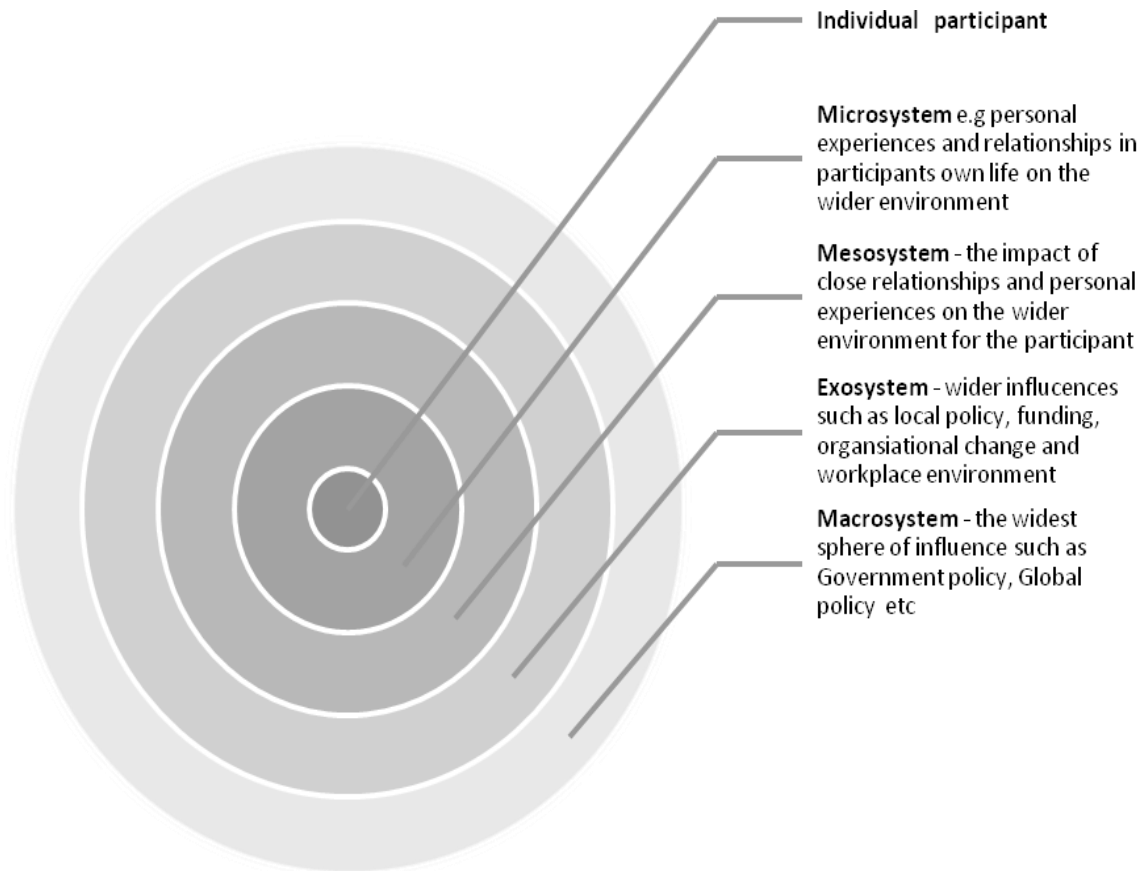 Individual participant
Microsystem e.g personal
experiences and relationships in
participants own life on the
wider environment
Mesosystem - the impact of
close relationships and personal
experiences on the wider
environment for the participant
Exosystem - wider influcences
such as local policy, funding,
organsiational change and
workplace environment
Macrosystem - the widest
sphere of influence such as
Government policy, Global
policy etc